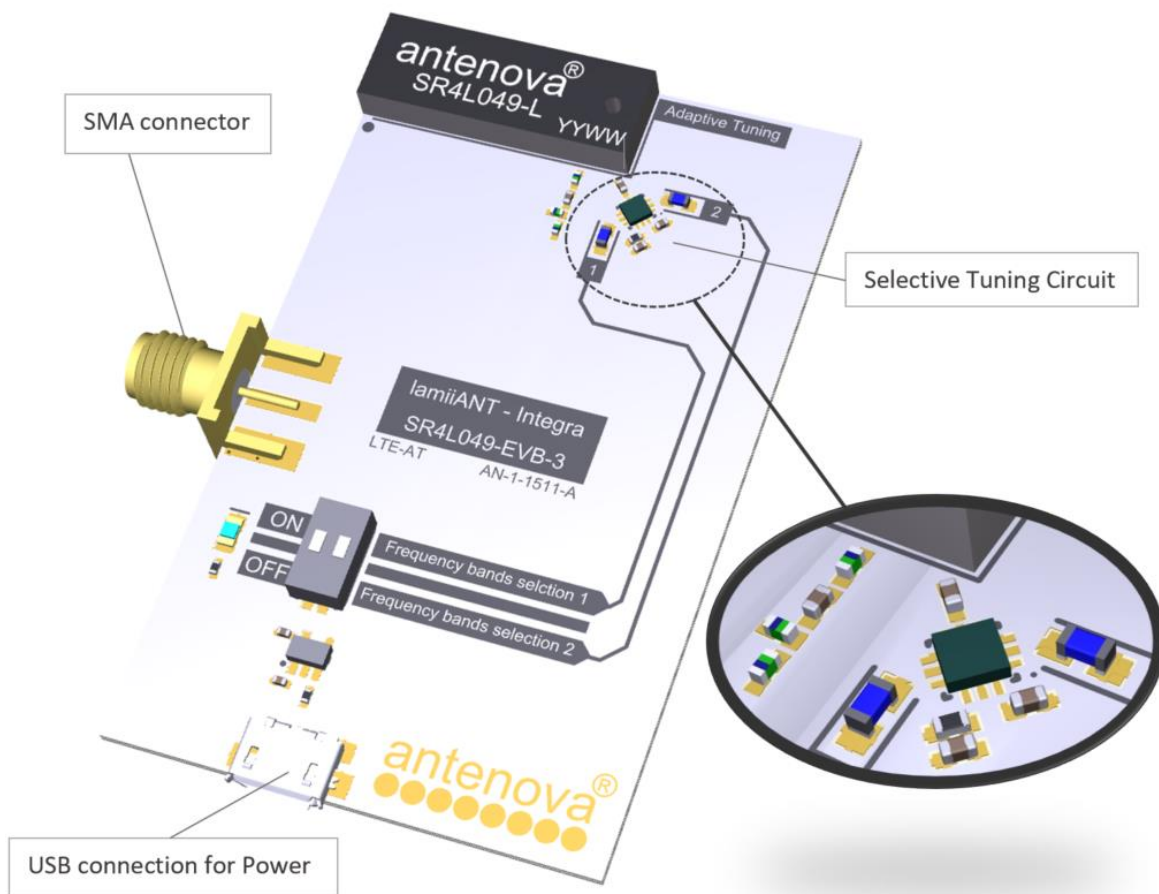 antenova®
SR4L049-L
YYWW
Adaptive Tuning
SMA connector
2
1
Selective Tuning Circuit
lamiiANT - Integra
SR4L049-EVB-3
LTE-AT
AN-1-1511-A
ON
OFF
Frequency bands selction 1
Frequency bands selection 2
antenova®
USB connection for Power